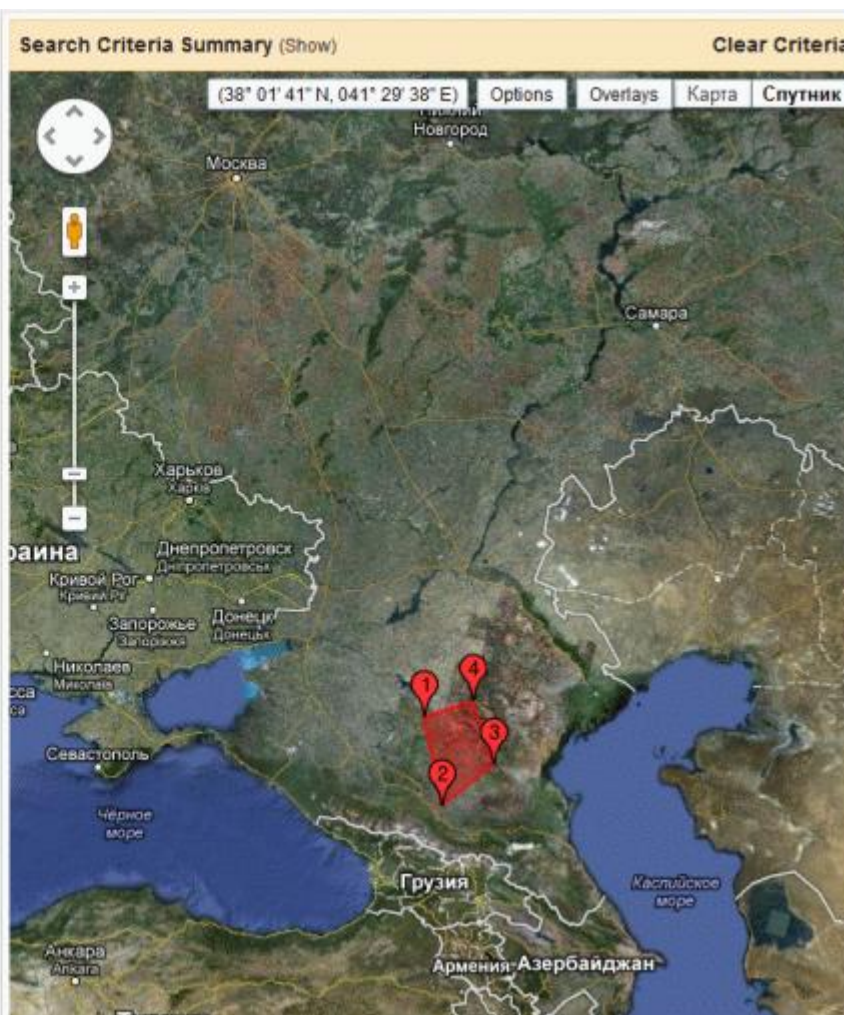 Search Criteria Summary (Show) Clear Criteria
(38° 01' 41" N, 041° 29' 38" E) Options Overlays Карта Спутник
Нижний
Новгород
Москва
Самара
Харьков
Харків
раина
Днепропетровск
Дніпропетровськ
Кривой Рог
Кривий Ріг
Запорожье
Запоріжжя
Донецк
Донецьк
Николаев
Миколаїв
сса
са
4
1
3
2
Севастополь
Чёрное
море
Грузия
Каспийское
море
Анкара
Ankara
Армения Азербайджан